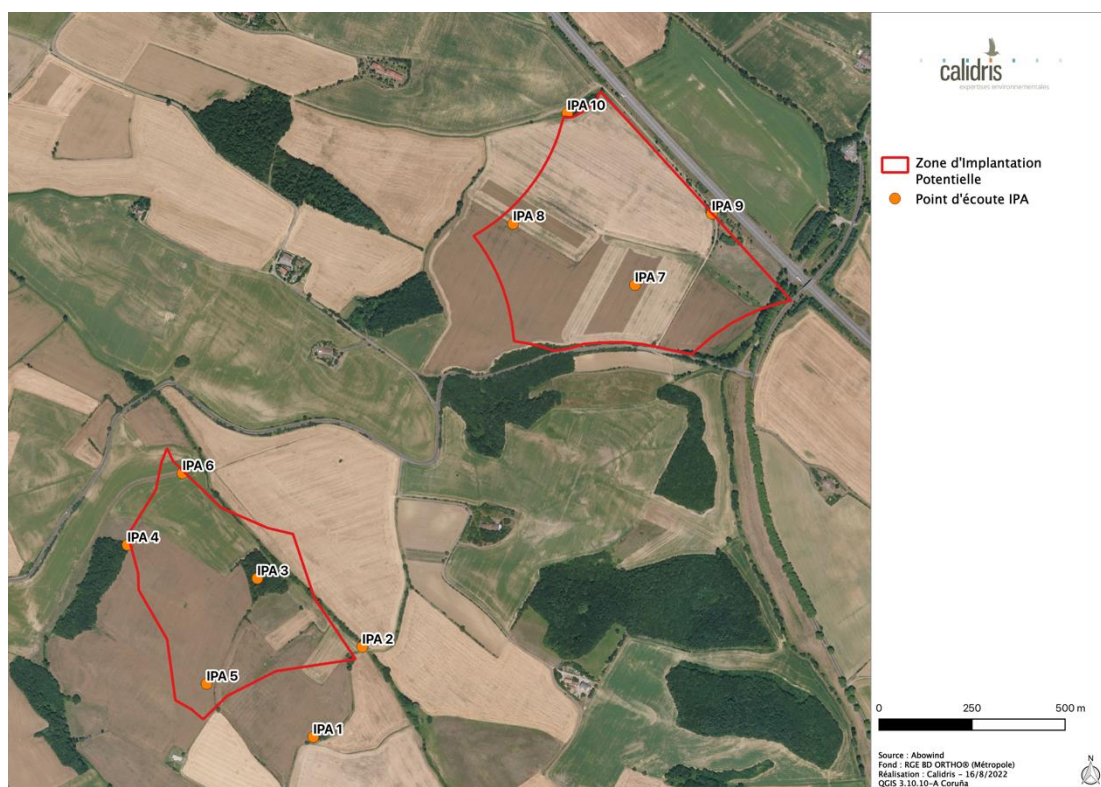 IPA 10
IPA 9
IPA 8
IPA 7
IPA 6
IPA 4
IPA 3
IPA 2
IPA 5
IPA 1
calidris
expertises environnementales
Zone d'Implantation
Potentielle
Point d'écoute IPA
0 250 500 m
Source : Abowind
Fond : RGE BD ORTHO® (Métropole)
Réalisation : Calidris - 16/8/2022
QGIS 3.10.10-A Coruña
N